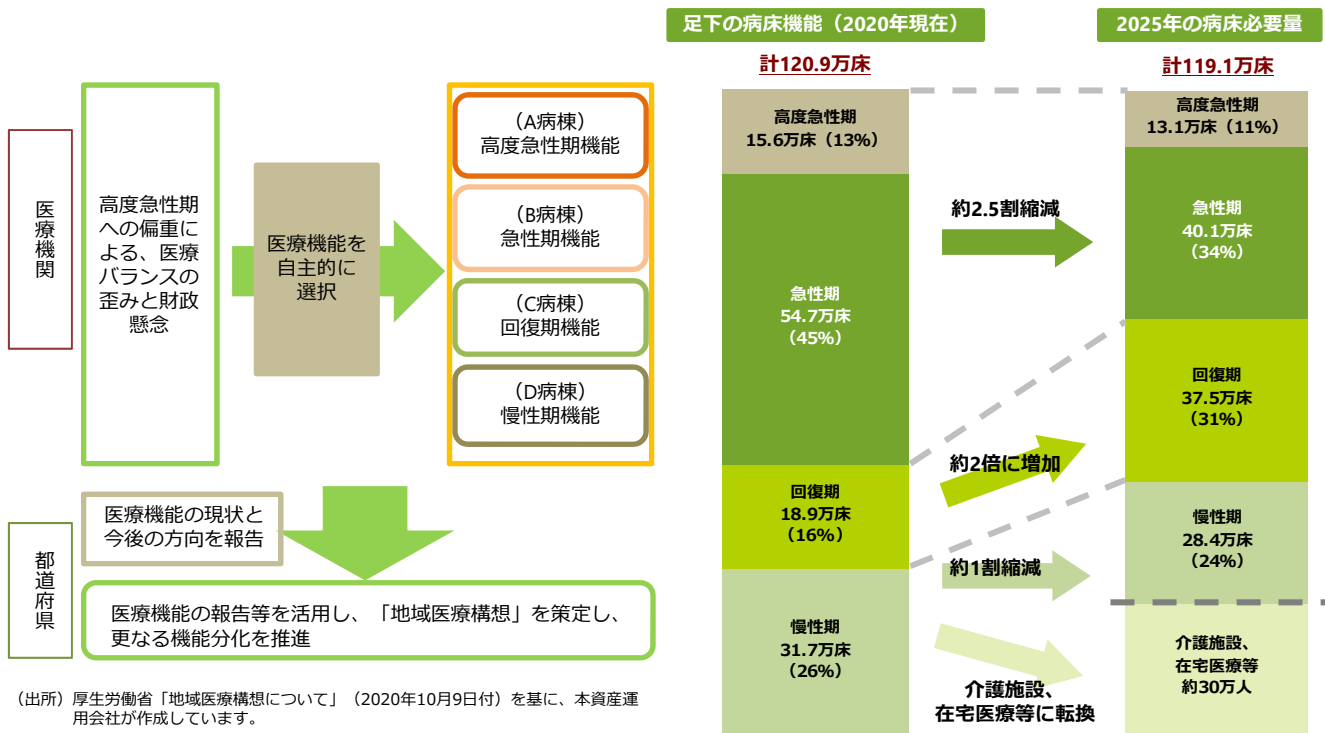 医療機関
高度急性期
への偏重に
よる、医療
バランスの
歪みと財政
懸念
医療機能を
自主的に
選択
（A病棟）
高度急性期機能
（B病棟）
急性期機能
（C病棟）
回復期機能
（D病棟）
慢性期機能
都道府県
医療機能の現状と
今後の方向を報告
医療機能の報告等を活用し、「地域医療構想」を策定し、
更なる機能分化を推進
（出所）厚生労働省「地域医療構想について」（2020年10月9日付）を基に、本資産運
用会社が作成しています。
足下の病床機能（2020年現在）
計120.9万床
高度急性期
15.6万床（13%）
急性期
54.7万床
（45%）
回復期
18.9万床
（16%）
慢性期
31.7万床
（26%）
約2.5割縮減
約2倍に増加
約1割縮減
介護施設、
在宅医療等に転換
2025年の病床必要量
計119.1万床
高度急性期
13.1万床（11%）
急性期
40.1万床
（34%）
回復期
37.5万床
（31%）
慢性期
28.4万床
（24%）
介護施設、
在宅医療等
約30万人